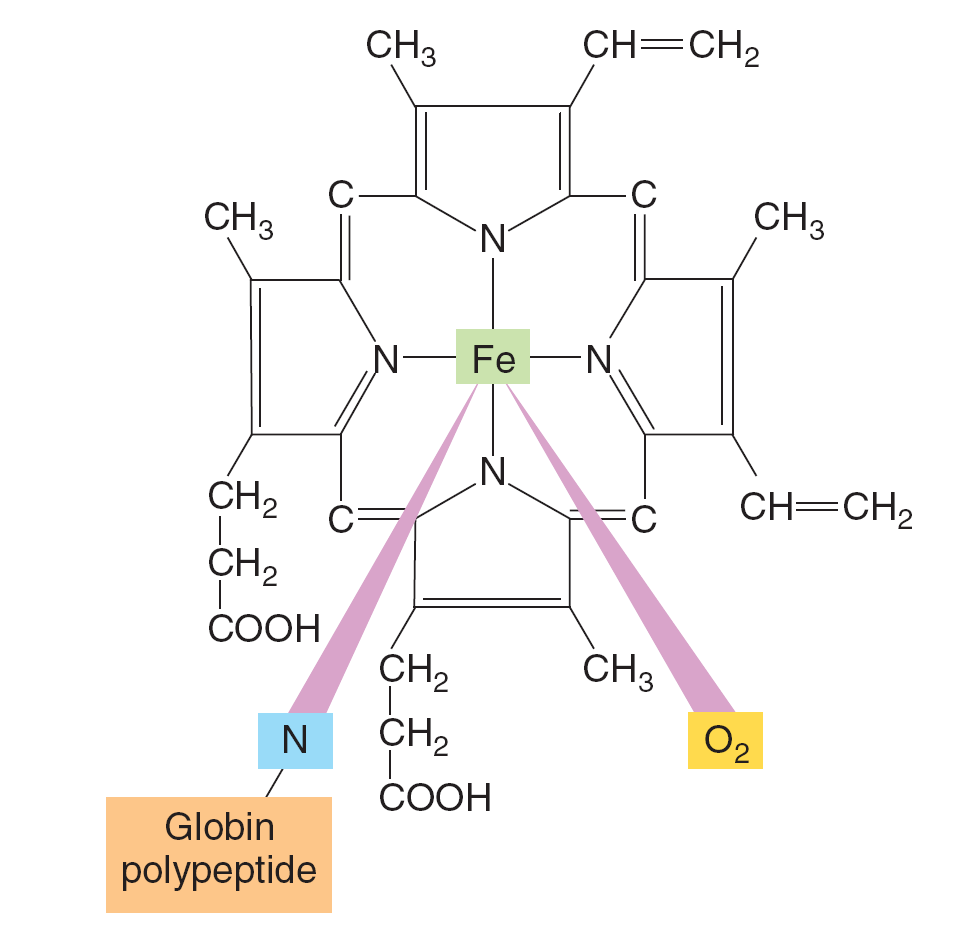 CH₃ CH CH₂
C C
CH₃ CH₃
N
N Fe N
N
CH₂ CH CH₂
C C
CH₂
COOH
CH₂ CH₃
N CH₂ O₂
COOH
Globin
polypeptide